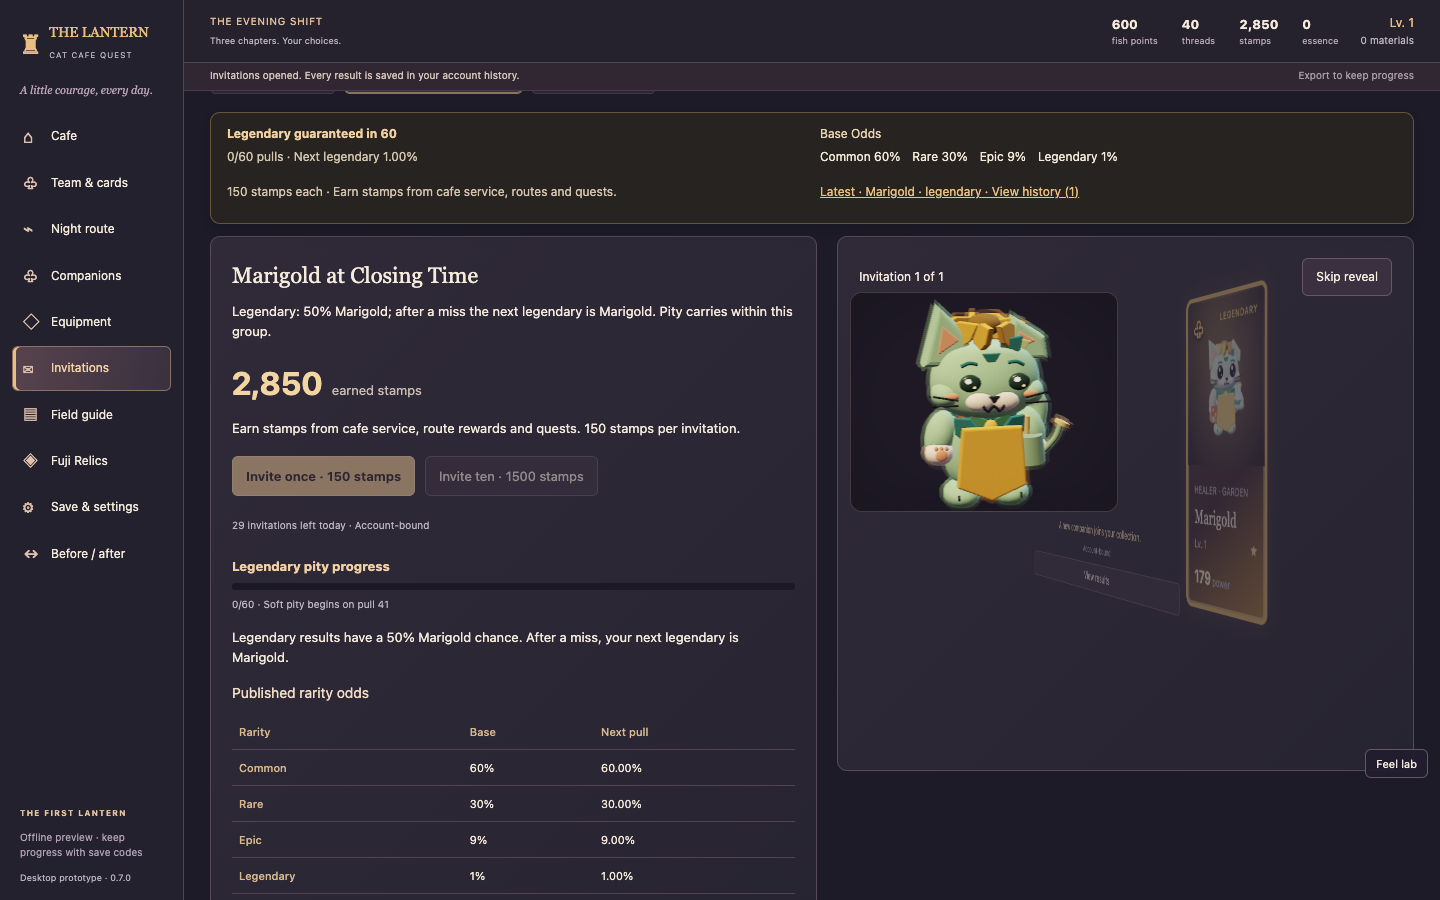 THE LANTERN
CAT CAFE QUEST
A little courage, every day.
Cafe
Team & cards
Night route
Companions
Equipment
Invitations
Field guide
Fuji Relics
Save & settings
Before / after
THE FIRST LANTERN
Offline preview · keep
progress with save codes
Desktop prototype · 0.7.0
THE EVENING SHIFT
Three chapters. Your choices.
600 fish points
40 threads
2,850 stamps
0 essence
Lv. 1
0 materials
Invitations opened. Every result is saved in your account history.
Export to keep progress
Legendary guaranteed in 60
0/60 pulls · Next legendary 1.00%
150 stamps each · Earn stamps from cafe service, routes and quests.
Base Odds
Common 60% Rare 30% Epic 9% Legendary 1%
Latest · Marigold · legendary · View history (1)
Marigold at Closing Time
Legendary: 50% Marigold; after a miss the next legendary is Marigold. Pity carries within this
group.
2,850 earned stamps
Earn stamps from cafe service, route rewards and quests. 150 stamps per invitation.
Invite once · 150 stamps
Invite ten · 1500 stamps
29 invitations left today · Account-bound
Legendary pity progress
0/60 · Soft pity begins on pull 41
Legendary results have a 50% Marigold chance. After a miss, your next legendary is
Marigold.
Published rarity odds
Rarity Base Next pull
Common 60% 60.00%
Rare 30% 30.00%
Epic 9% 9.00%
Legendary 1% 1.00%
Invitation 1 of 1
Skip reveal
LEGENDARY
HEALER · GARDEN
Marigold
Lv. 1
179 power
A new companion joins your collection.
Account-bound
View results
Feel lab